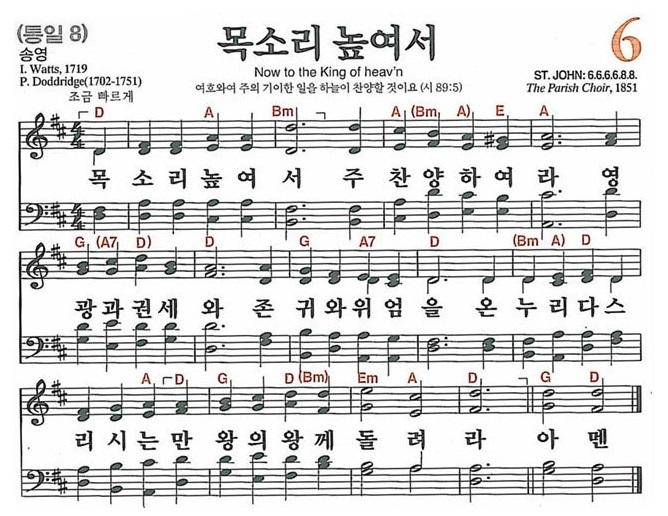 (통일 8)
목소리 높여서
6
송영
I. Watts, 1719
P. Doddridge(1702-1751)
조금 빠르게
Now to the King of heav'n
여호와여 주의 기이한 일을 하늘이 찬양할 것이요 (시 89:5)
ST. JOHN: 6.6.6.6.8.8.
The Parish Choir, 1851
D A Bm A (Bm) A) E A
목 소 리 높 여 서 주 찬 양 하 여 라 영
G (A7 D) D G A7 D (Bm A) D
광 과 권 세 와 존 귀 와 위 엄 을 온 누 리 다 스
A D G D (Bm) Em A D G D
리 시 는 만 왕 의 왕 께 돌 려 라 아 멘